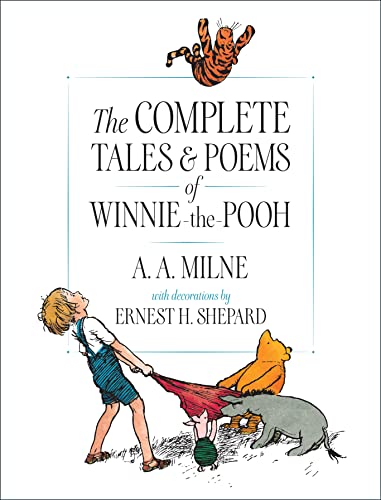 The COMPLETE
TALES & POEMS
of
WINNIE-the-POOH
A. A. MILNE
with decorations by
ERNEST H. SHEPARD